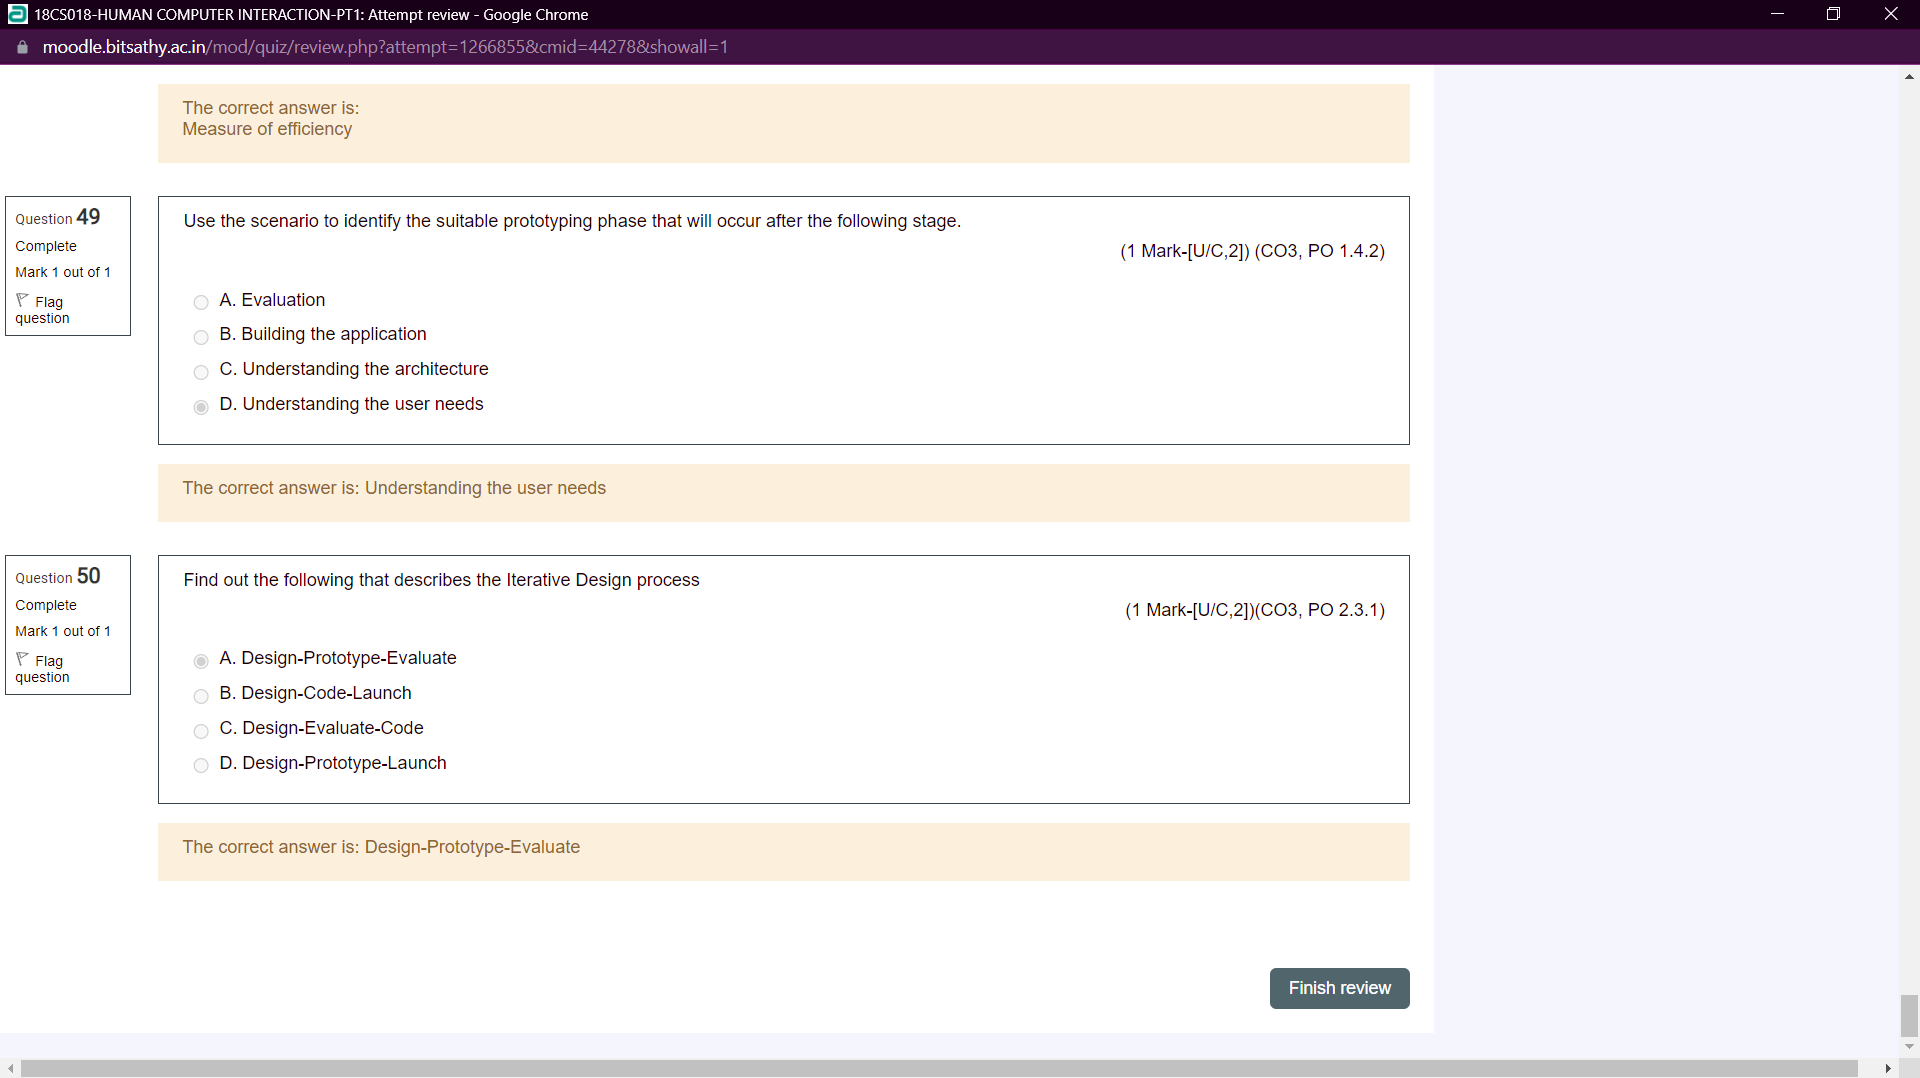 18CS018-HUMAN COMPUTER INTERACTION-PT1: Attempt review - Google Chrome
moodle.bitsathy.ac.in/mod/quiz/review.php?attempt=1266855&cmid=44278&showall=1
The correct answer is:
Measure of efficiency
Question 49
Complete
Mark 1 out of 1
Flag
question
Use the scenario to identify the suitable prototyping phase that will occur after the following stage.
(1 Mark-[U/C,2]) (CO3, PO 1.4.2)
A. Evaluation
B. Building the application
C. Understanding the architecture
D. Understanding the user needs
The correct answer is: Understanding the user needs
Question 50
Complete
Mark 1 out of 1
Flag
question
Find out the following that describes the Iterative Design process
(1 Mark-[U/C,2])(CO3, PO 2.3.1)
A. Design-Prototype-Evaluate
B. Design-Code-Launch
C. Design-Evaluate-Code
D. Design-Prototype-Launch
The correct answer is: Design-Prototype-Evaluate
Finish review